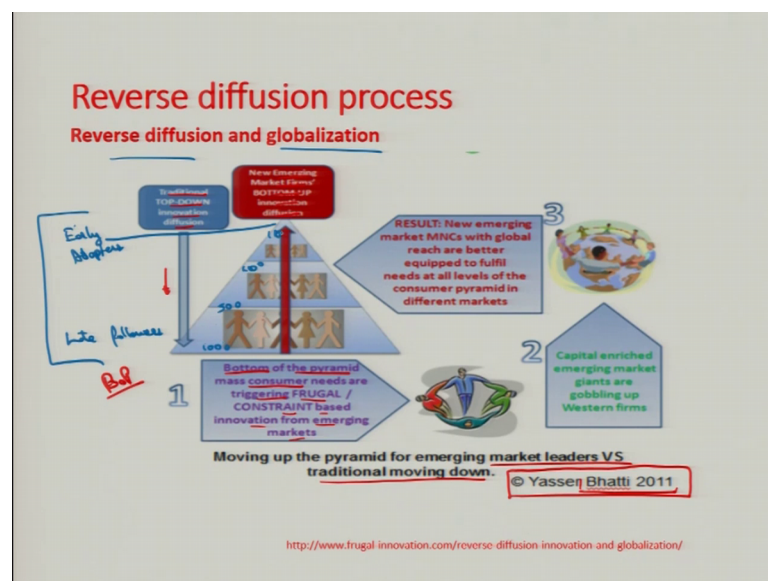 Reverse diffusion process
Reverse diffusion and globalization
Traditional
TOP-DOWN
innovation
diffusion
New Emerging
Market Firms'
BOTTOM-UP
innovation
diffusion
Early
Adopters
Late followers
BoP
10
100
500
1000
RESULT: New emerging
market MNCs with global
reach are better
equipped to fulfil
needs at all levels of the
consumer pyramid in
different markets
3
1
Bottom of the pyramid
mass consumer needs are
triggering FRUGAL /
CONSTRAINT based
innovation from emerging
markets
2
Capital enriched
emerging market
giants are
gobbling up
Western firms
Moving up the pyramid for emerging market leaders VS
traditional moving down.
© Yasser Bhatti 2011
http://www.frugal-innovation.com/reverse-diffusion-innovation-and-globalization/